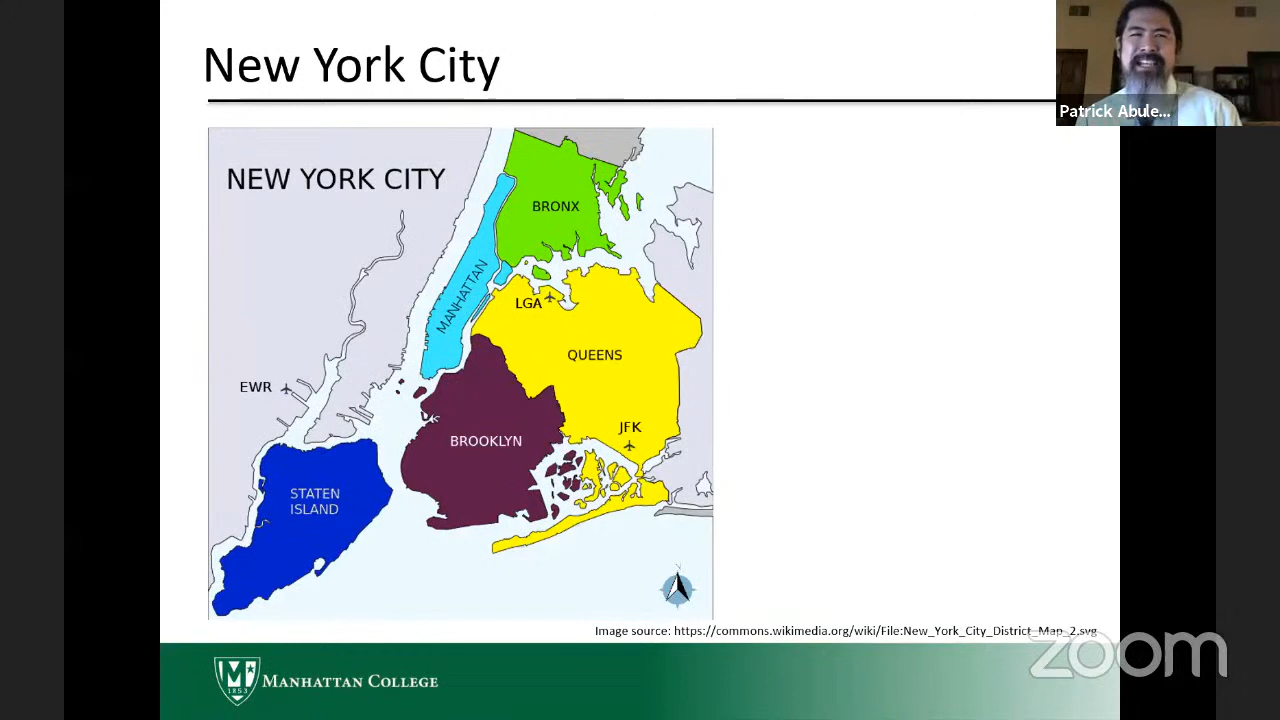 New York City
Patrick Abule...
NEW YORK CITY
BRONX
MANHATTAN
LGA
QUEENS
EWR
JFK
BROOKLYN
STATEN
ISLAND
N
Image source: https://commons.wikimedia.org/wiki/File:New_York_City_District_Map_2.svg
zoom
M
1853
MANHATTAN COLLEGE